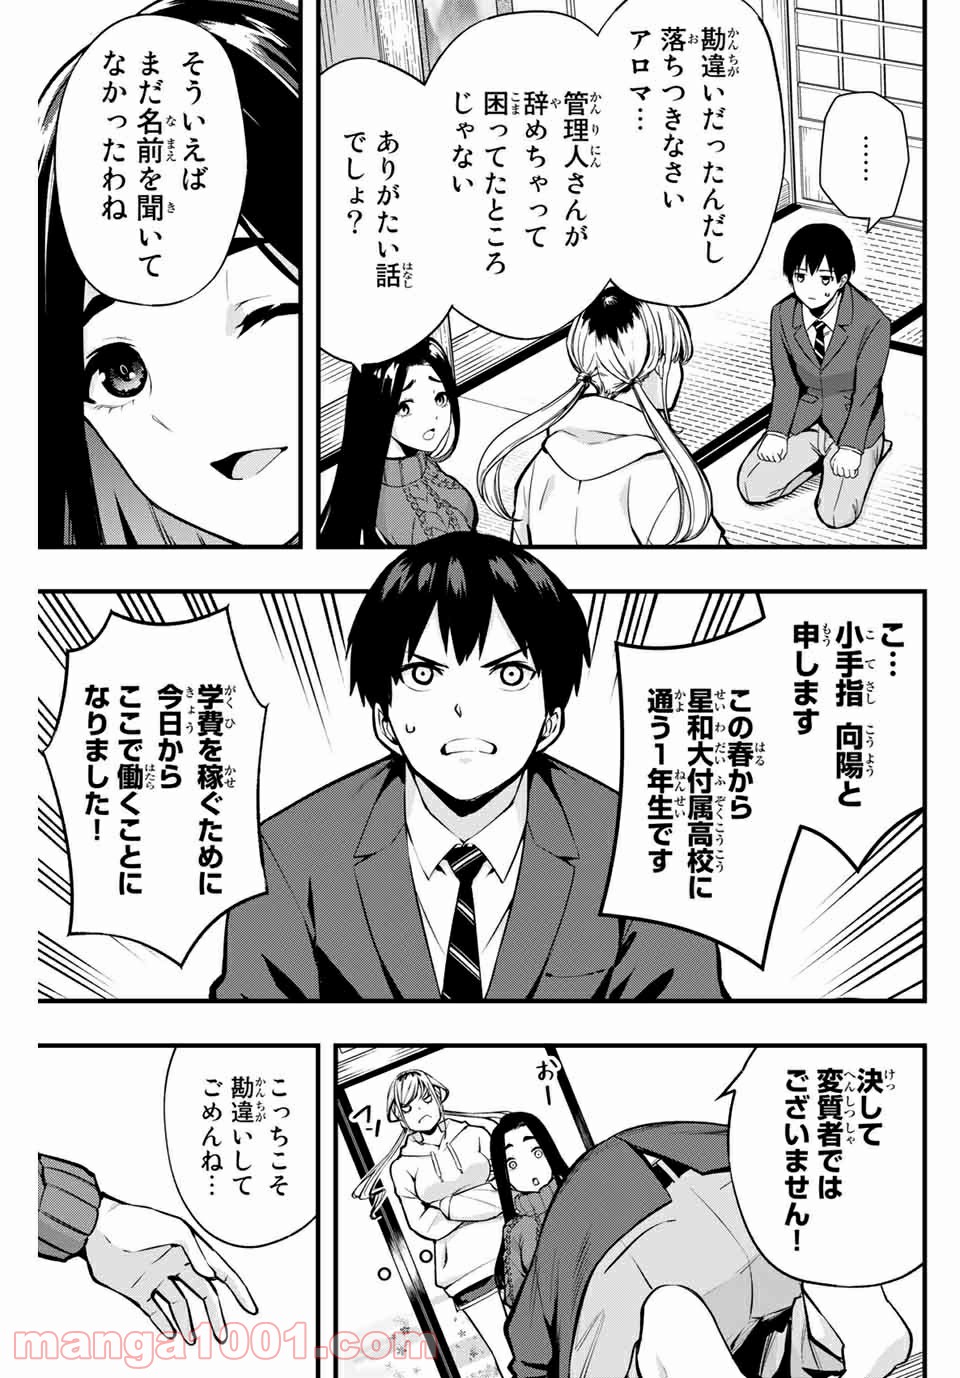 ……
勘違いだったんだし
落ちつきなさい
アロマ…
管理人さんが
辞めちゃって
困ってたところ
じゃない
ありがたい話
でしょ？
そういえば
まだ名前を聞いて
なかったわね
こ…
小手指 向陽と
申します
この春から
星和大付属高校に
通う1年生です
学費を稼ぐために
今日から
ここで働くことに
なりました！
決して
変質者では
ございません！
おー
こっちこそ
勘違いして
ごめんね…
manga1001.com